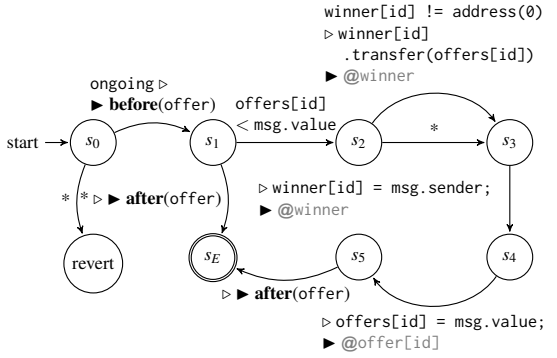 winner[id] != address(0)
▷ winner[id]
.transfer(offers[id])
▶ @winner
ongoing ▷
▶ before(offer)
offers[id]
< msg.value
*
start
s0
s1
s2
s3
* * ▷ ▶ after(offer)
▷ winner[id] = msg.sender;
▶ @winner
revert
sE
s5
s4
▷ ▶ after(offer)
▷ offers[id] = msg.value;
▶ @offer[id]